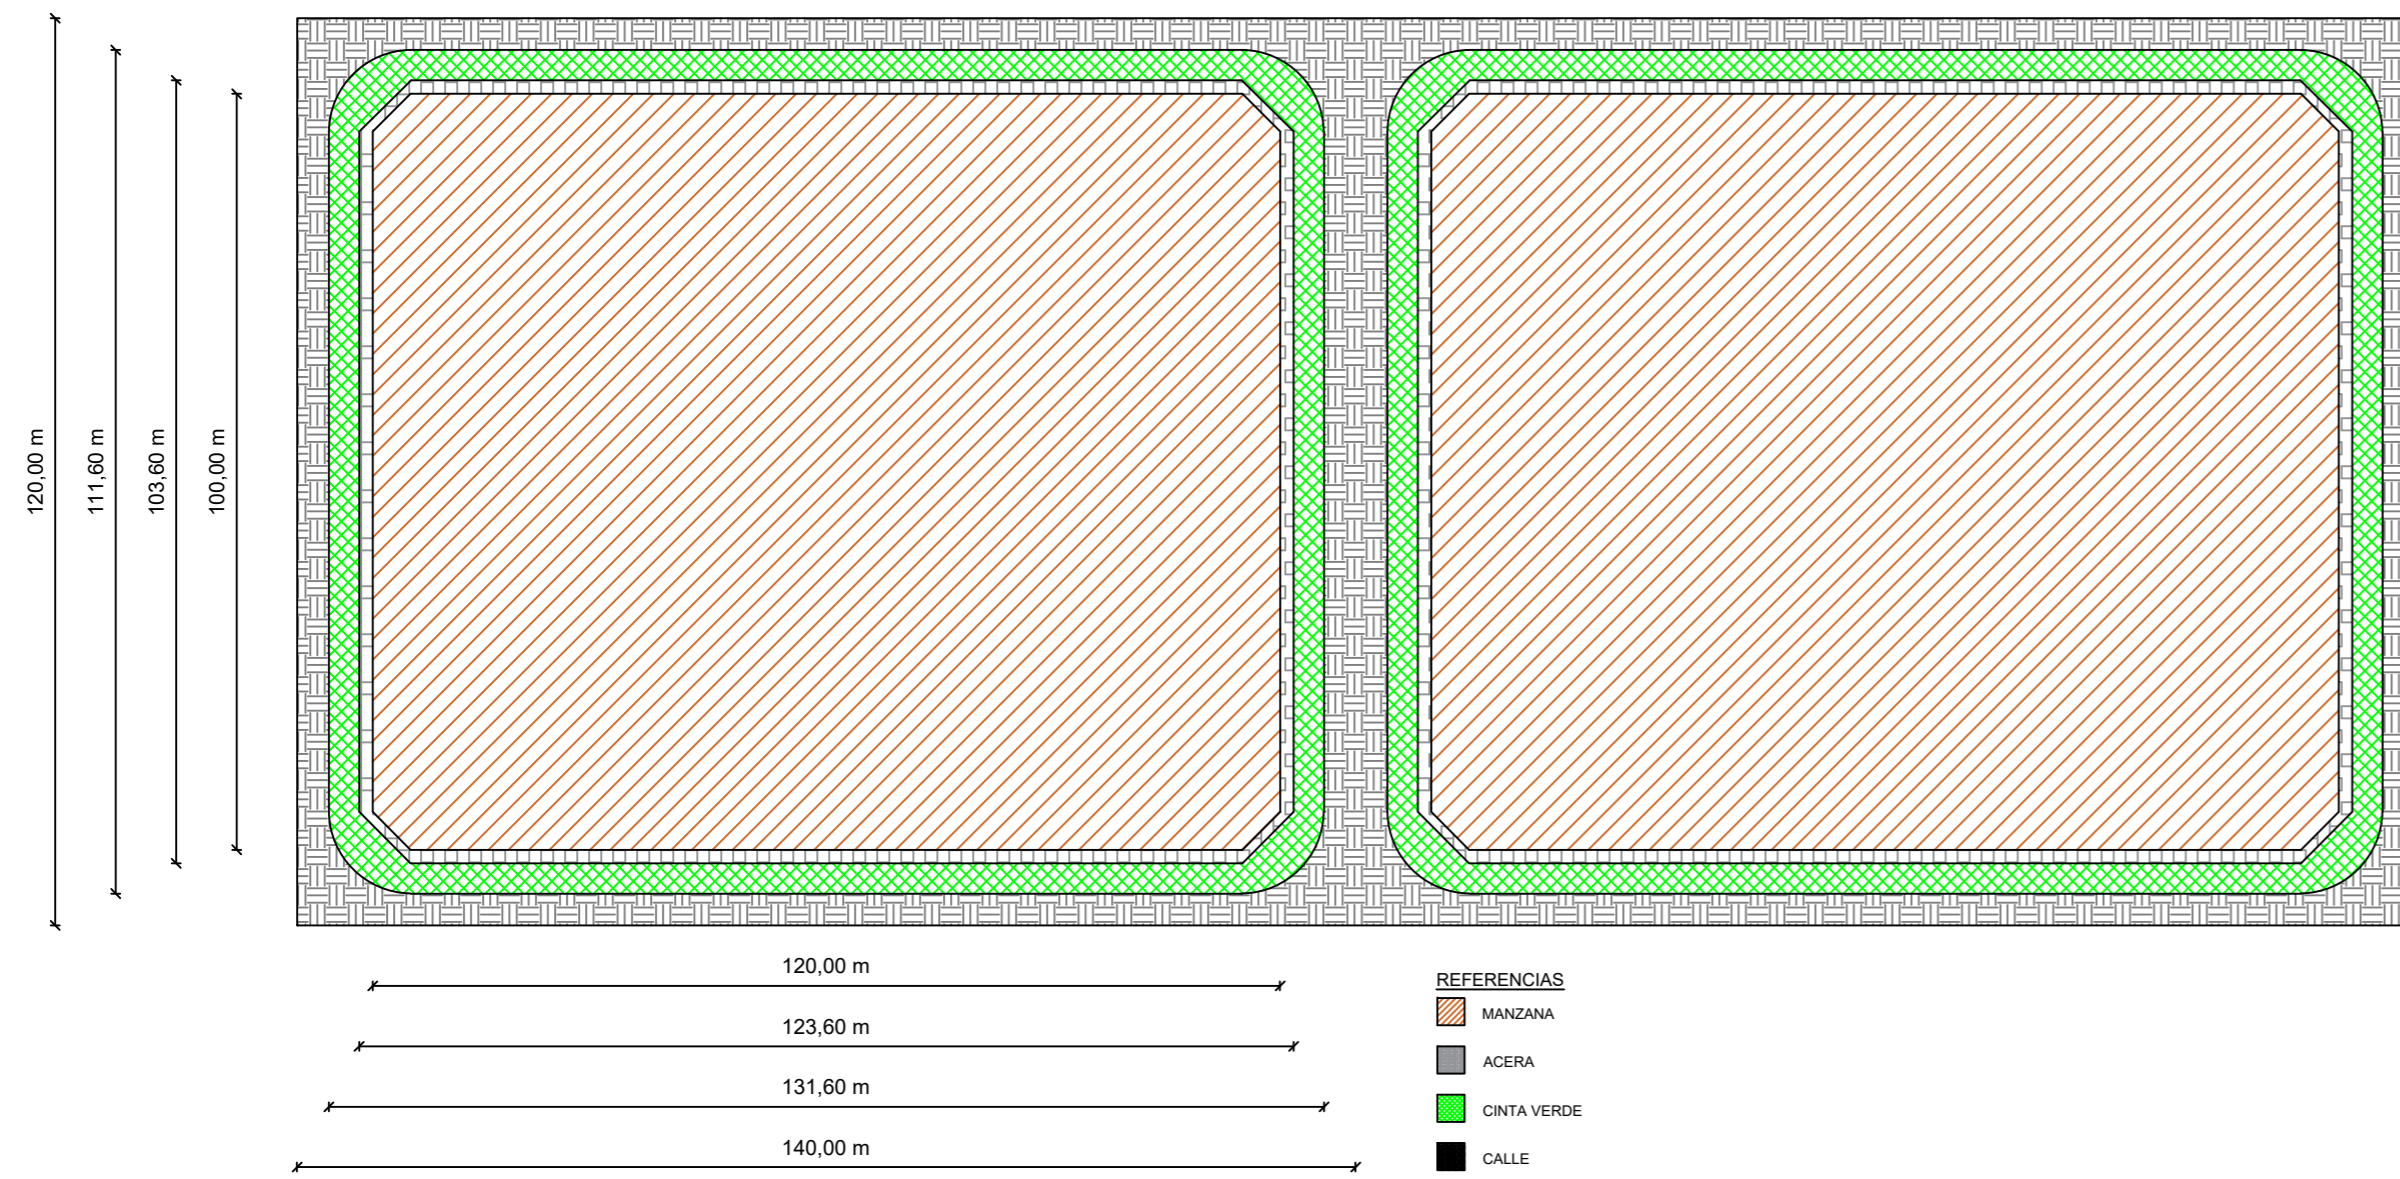 120,00 m
111,60 m
103,60 m
100,00 m
120,00 m
123,60 m
131,60 m
140,00 m
REFERENCIAS
MANZANA
ACERA
CINTA VERDE
CALLE